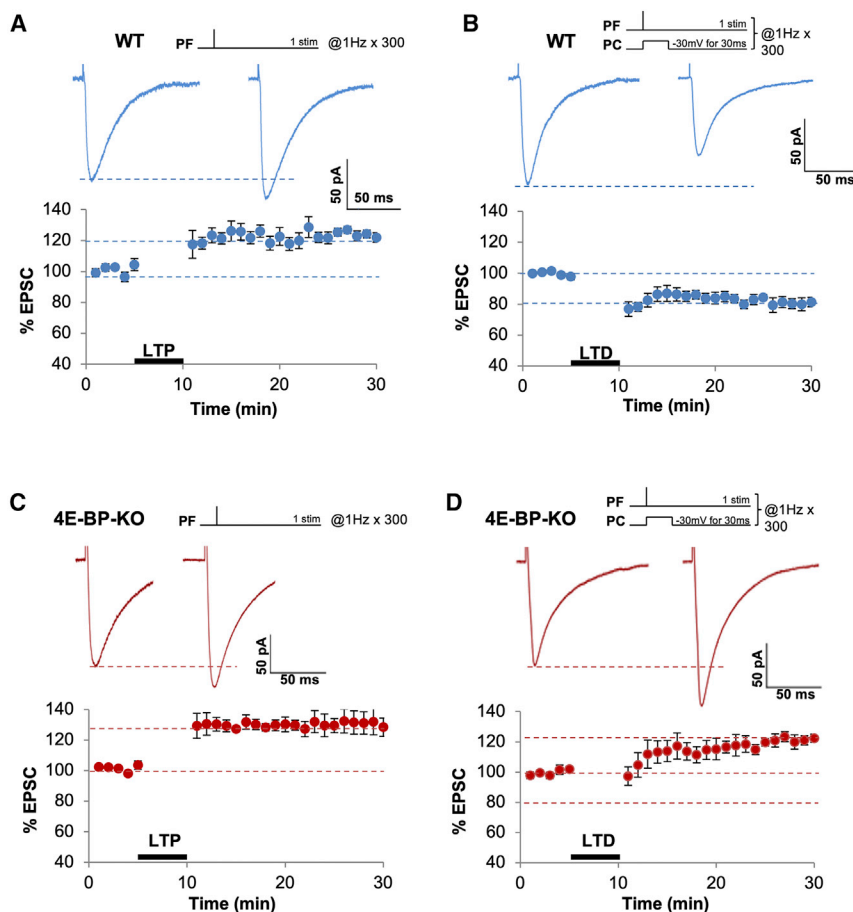 A
WT
PF
1 stim
@1Hz x 300
50 pA
50 ms
140
120
100
80
60
40
% EPSC
LTP
0
10
20
30
Time (min)
B
WT
PF
1 stim
PC
-30mV for 30ms
@1Hz x
300
50 pA
50 ms
140
120
100
80
60
40
% EPSC
LTD
0
10
20
30
Time (min)
C
4E-BP-KO
PF
1 stim
@1Hz x 300
50 pA
50 ms
140
120
100
80
60
40
% EPSC
LTP
0
10
20
30
Time (min)
D
4E-BP-KO
PF
1 stim
PC
-30mV for 30ms
@1Hz x
300
50 pA
50 ms
140
120
100
80
60
40
% EPSC
LTD
0
10
20
30
Time (min)